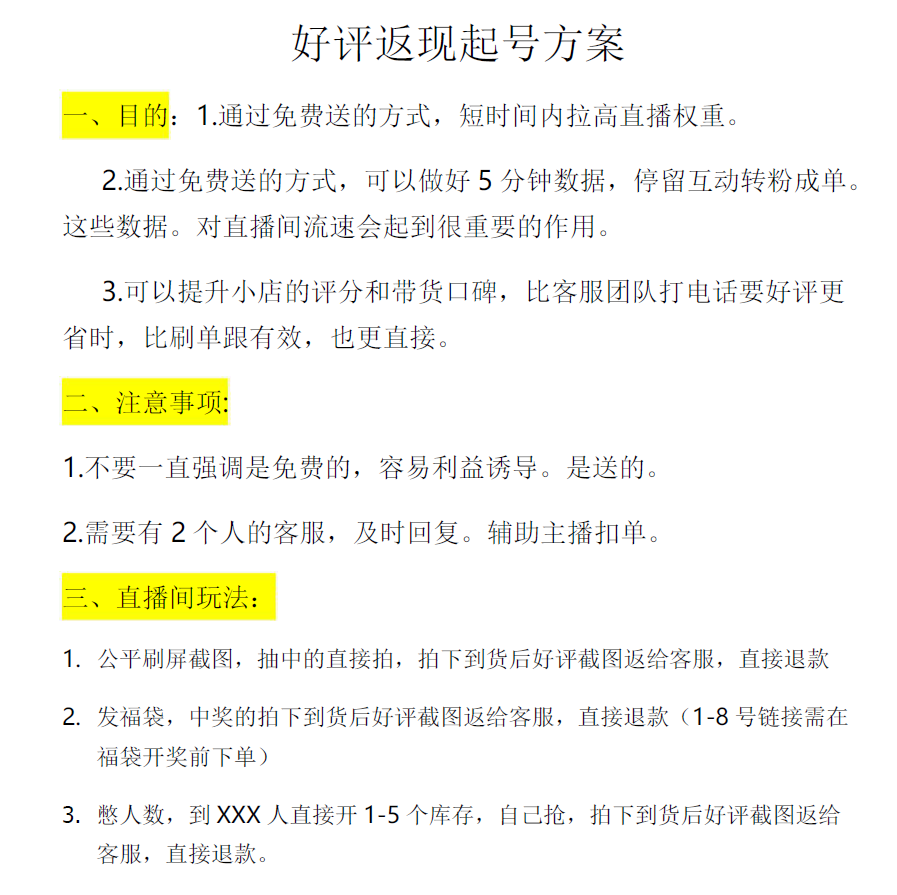 好评返现起号方案
一、目的：1.通过免费送的方式，短时间内拉高直播权重。
2.通过免费送的方式，可以做好 5 分钟数据，停留互动转粉成单。
这些数据。对直播间流速会起到很重要的作用。
3.可以提升小店的评分和带货口碑，比客服团队打电话要好评更
省时，比刷单跟有效，也更直接。
二、注意事项:
1.不要一直强调是免费的，容易利益诱导。是送的。
2.需要有 2 个人的客服，及时回复。辅助主播扣单。
三、直播间玩法：
1. 公平刷屏截图，抽中的直接拍，拍下到货后好评截图返给客服，直接退款
2. 发福袋，中奖的拍下到货后好评截图返给客服，直接退款（1-8 号链接需在
福袋开奖前下单）
3. 憋人数，到 XXX 人直接开 1-5 个库存，自己抢，拍下到货后好评截图返给
客服，直接退款。